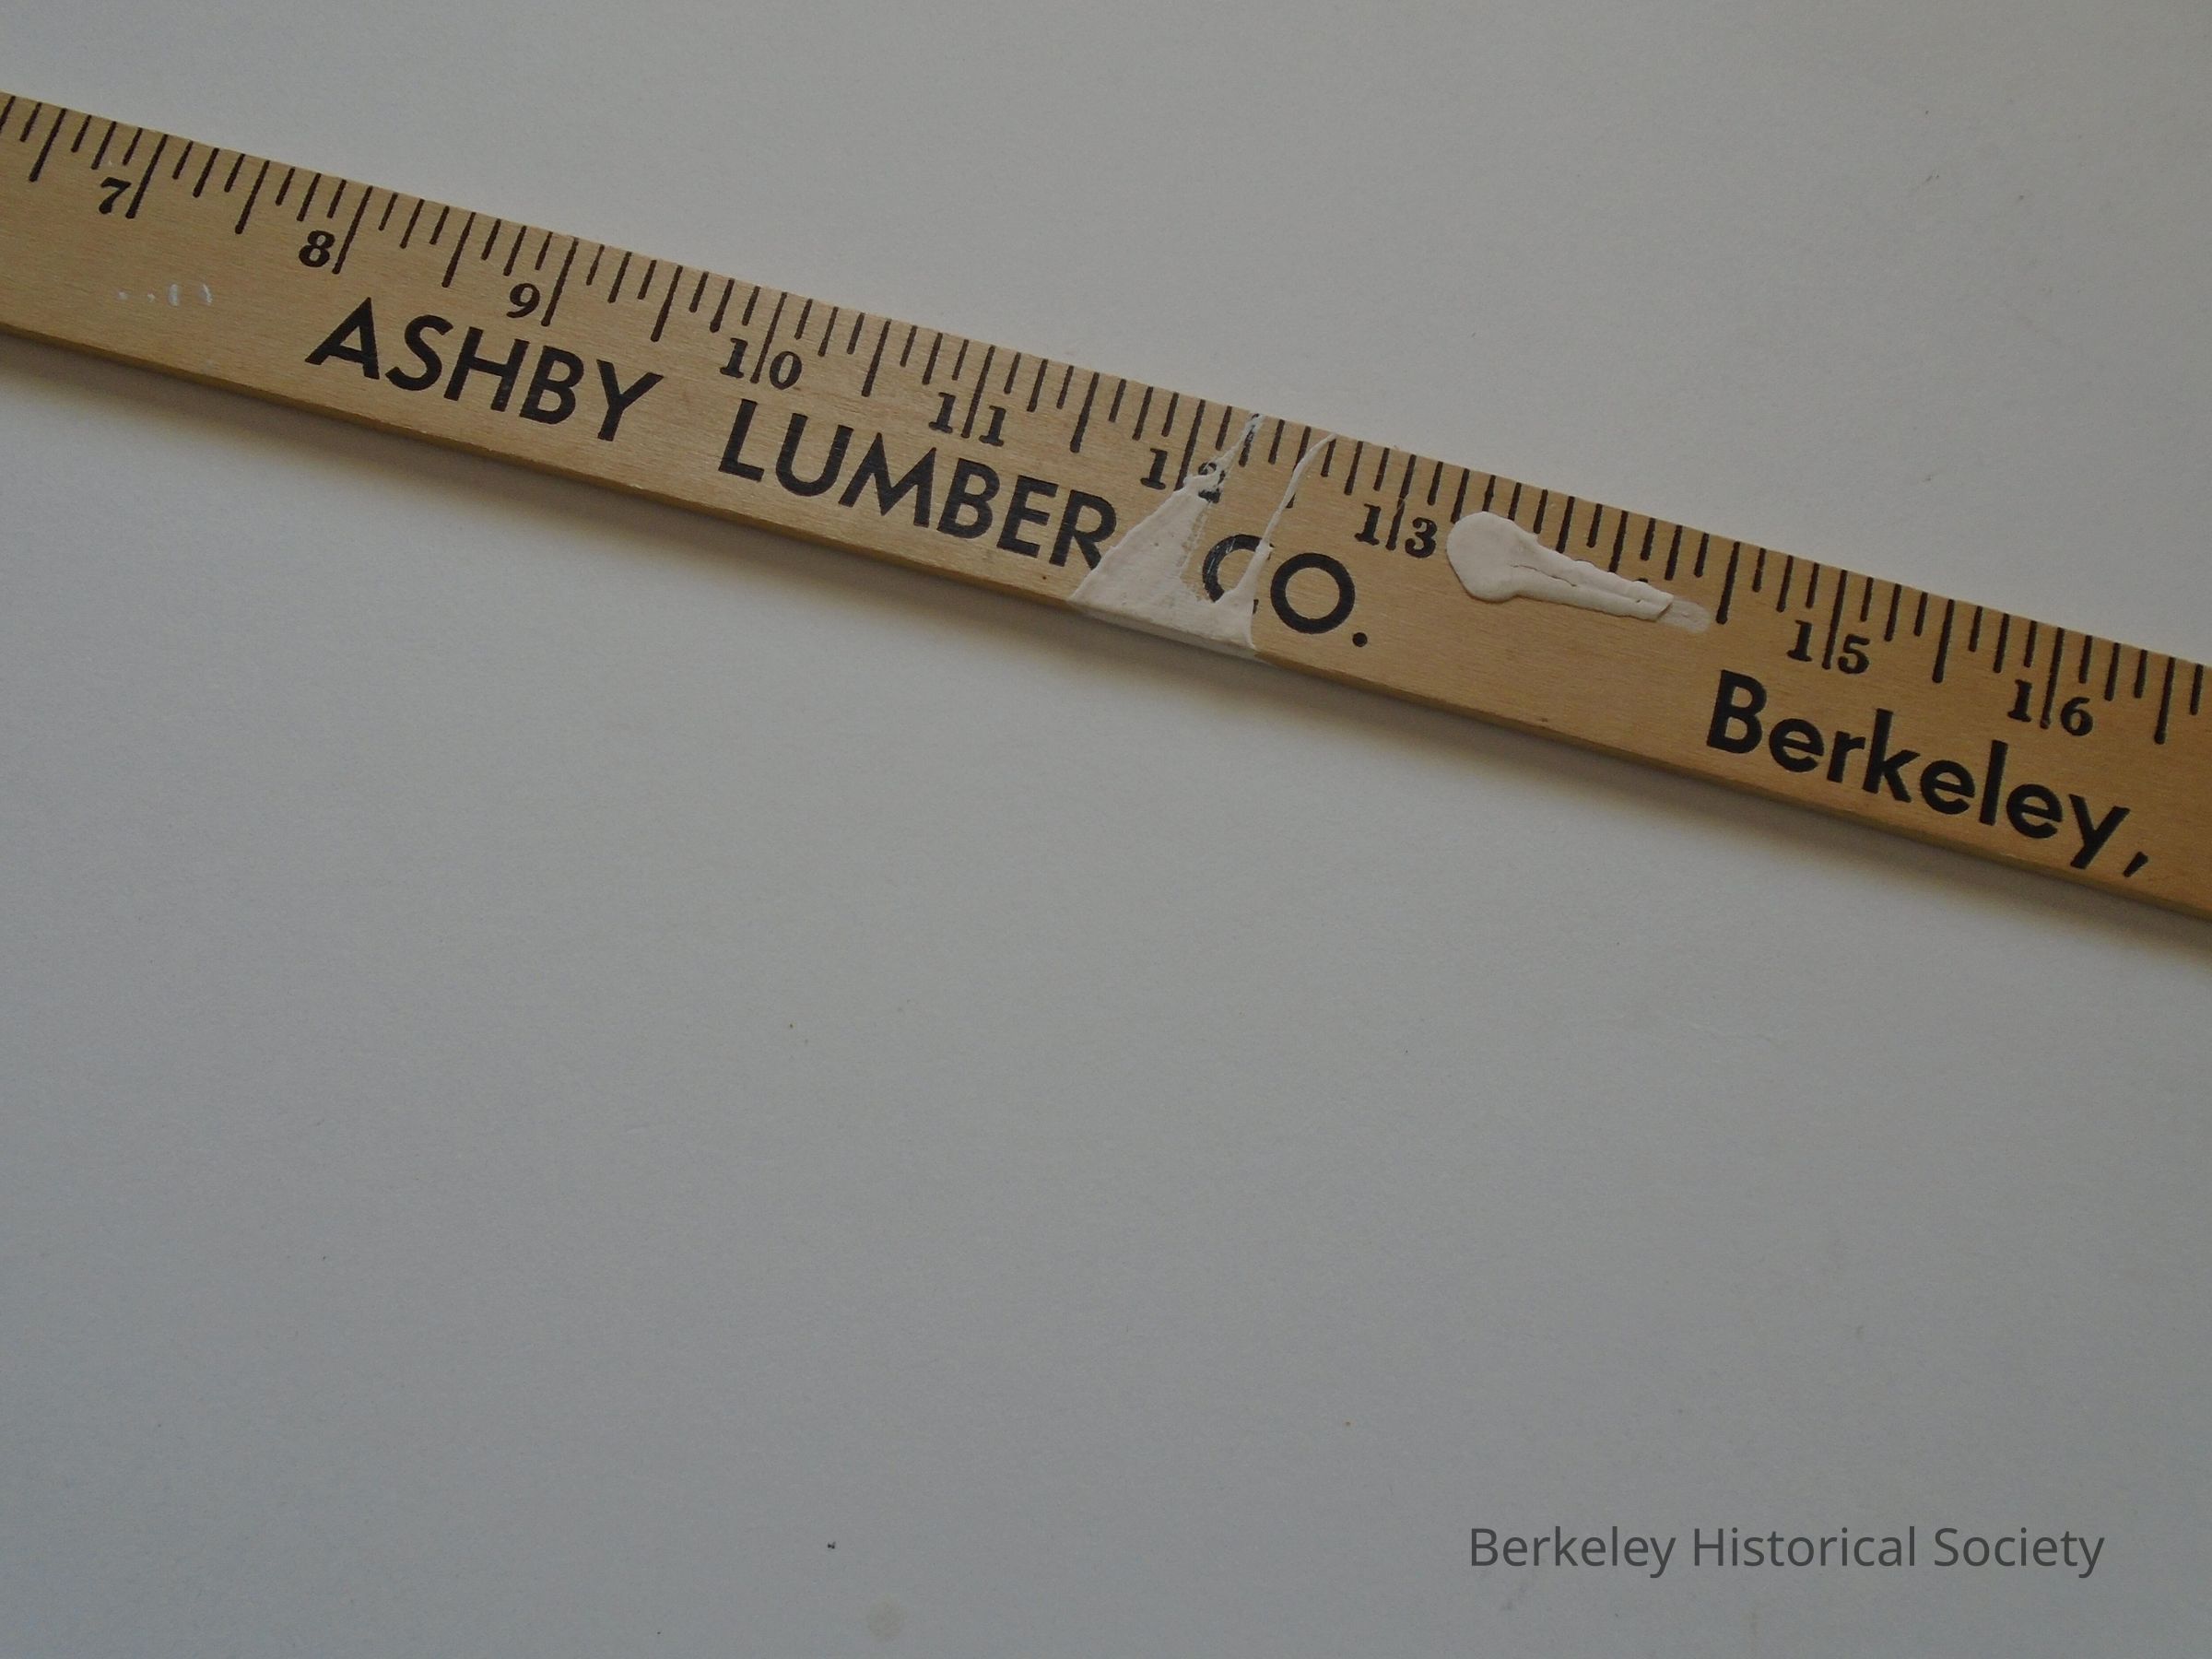 7 8 9 10 11 12 13 15 16
ASHBY LUMBER CO. Berkeley,
Berkeley Historical Society